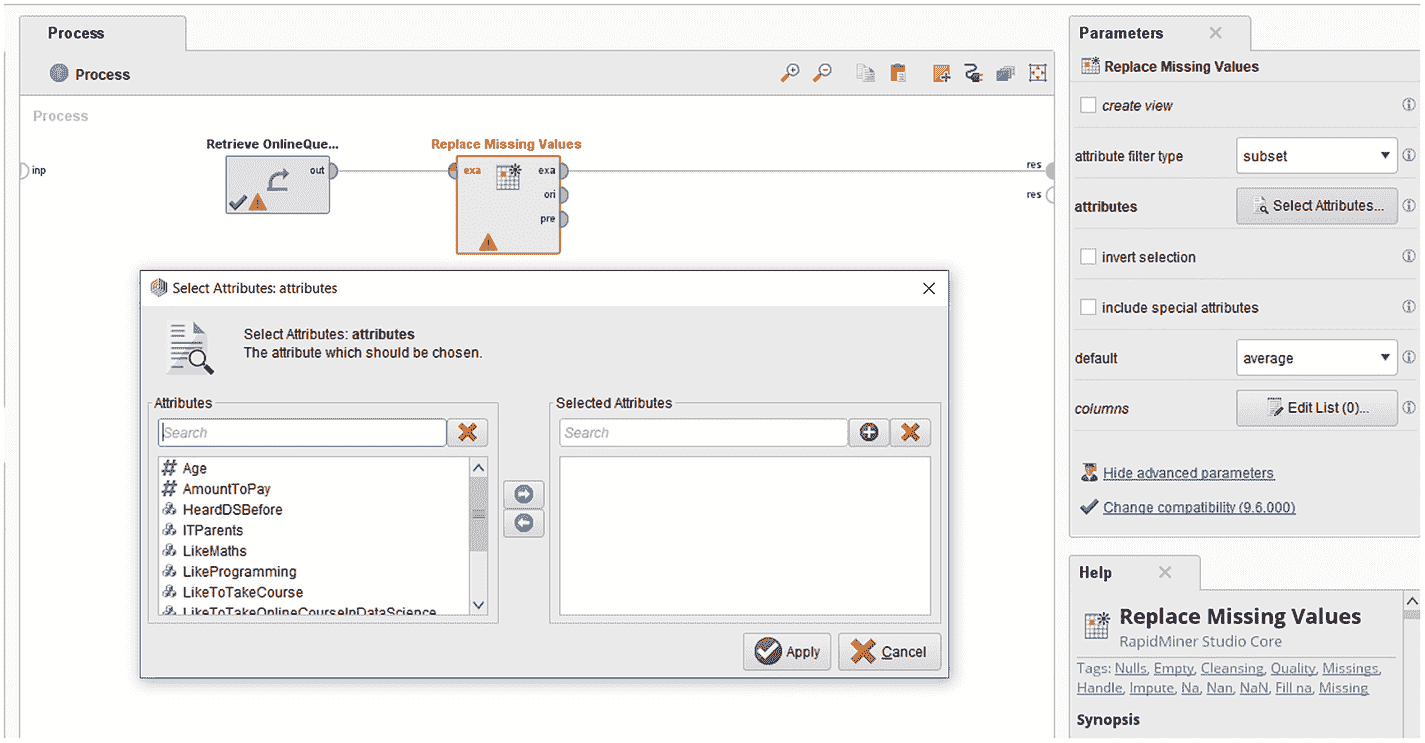 Process
Process
Process
inp
Retrieve OnlineQue...
out
Replace Missing Values
exa
exa
ori
pre
res
res
Select Attributes: attributes
Select Attributes: attributes
The attribute which should be chosen.
Attributes
Search
Age
AmountToPay
HeardDSBefore
ITParents
LikeMaths
LikeProgramming
LikeToTakeCourse
LikeToTakeOnlineCourseInDataScience
Selected Attributes
Search
Apply
Cancel
Parameters
Replace Missing Values
create view
attribute filter type
subset
attributes
Select Attributes...
invert selection
include special attributes
default
average
columns
Edit List (0)...
Hide advanced parameters
Change compatibility (9.6.000)
Help
Replace Missing Values
RapidMiner Studio Core
Tags: Nulls, Empty, Cleansing, Quality, Missings,
Handle, Impute, Na, Nan, NaN, Fill na, Missing
Synopsis